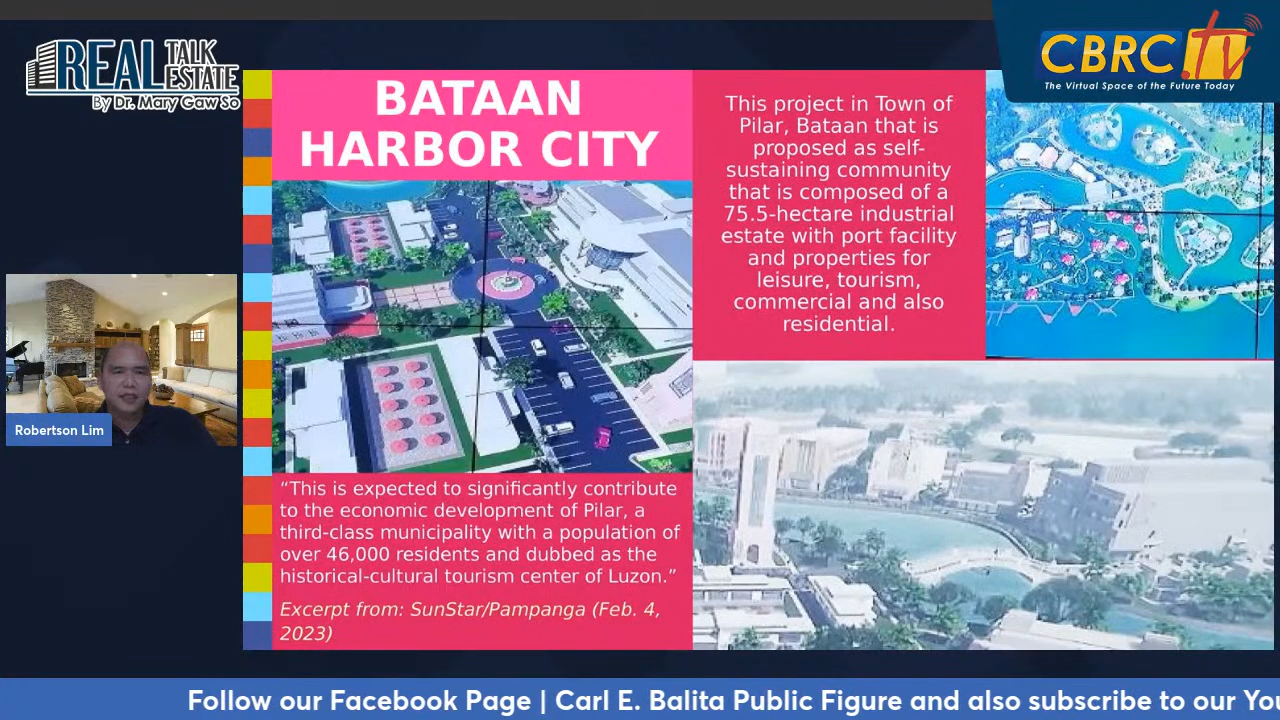 REAL TALK ESTATE
By Dr. Mary Gaw So
CBRC.tv
The Virtual Space of the Future Today
BATAAN
HARBOR CITY
This project in Town of
Pilar, Bataan that is
proposed as self-
sustaining community
that is composed of a
75.5-hectare industrial
estate with port facility
and properties for
leisure, tourism,
commercial and also
residential.
Robertson Lim
“This is expected to significantly contribute
to the economic development of Pilar, a
third-class municipality with a population of
over 46,000 residents and dubbed as the
historical-cultural tourism center of Luzon.”
Excerpt from: SunStar/Pampanga (Feb. 4,
2023)
Follow our Facebook Page | Carl E. Balita Public Figure and also subscribe to our You